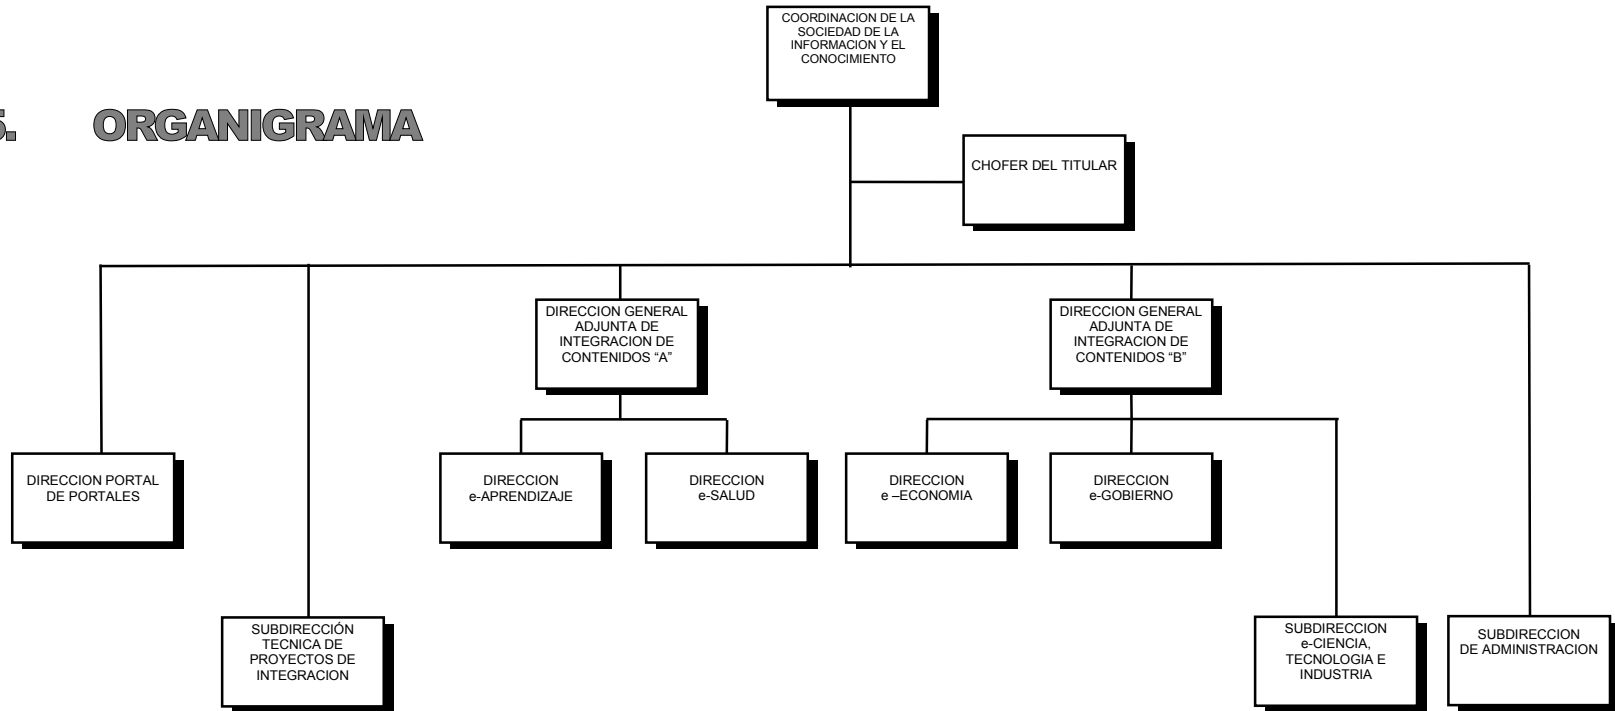 COORDINACION DE LA
SOCIEDAD DE LA
INFORMACION Y EL
CONOCIMIENTO
5. ORGANIGRAMA
CHOFER DEL TITULAR
DIRECCION GENERAL
ADJUNTA DE
INTEGRACION DE
CONTENIDOS “A”
DIRECCION GENERAL
ADJUNTA DE
INTEGRACION DE
CONTENIDOS “B”
DIRECCION PORTAL
DE PORTALES
DIRECCION
e-APRENDIZAJE
DIRECCION
e-SALUD
DIRECCION
e –ECONOMIA
DIRECCION
e-GOBIERNO
SUBDIRECCIÓN
TECNICA DE
PROYECTOS DE
INTEGRACION
SUBDIRECCION
e-CIENCIA,
TECNOLOGIA E
INDUSTRIA
SUBDIRECCION
DE ADMINISTRACION